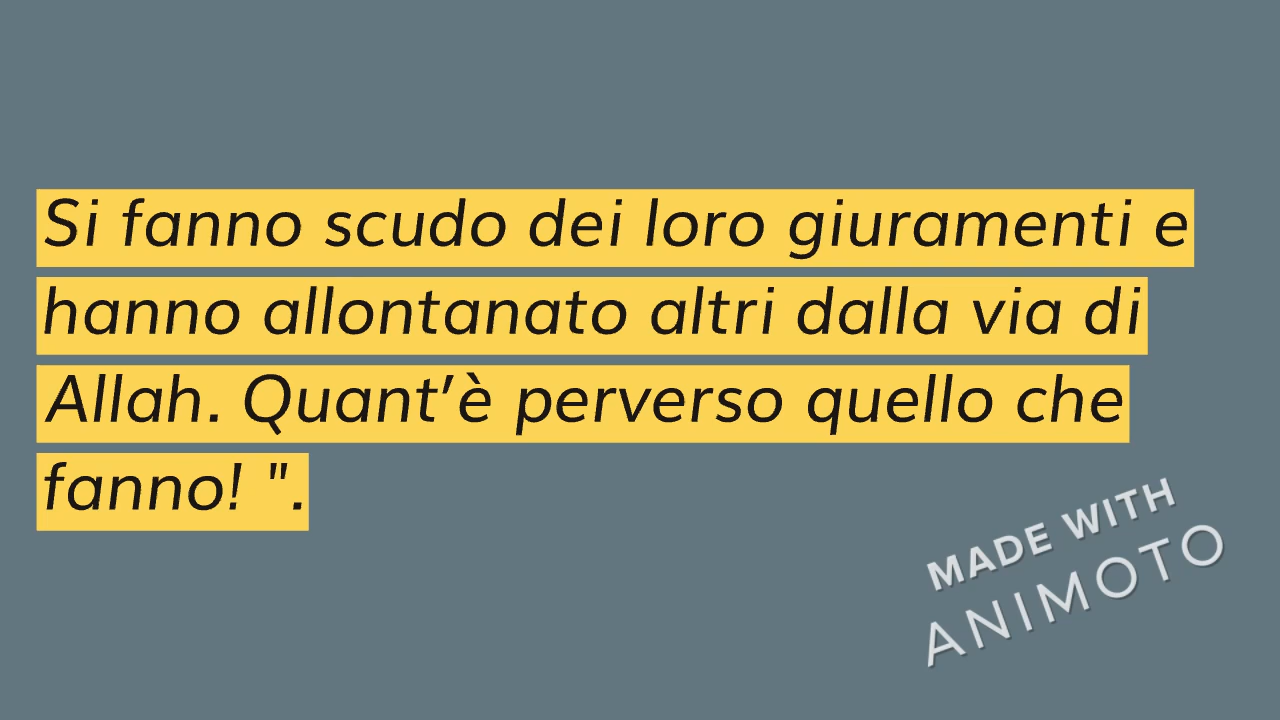 Si fanno scudo dei loro giuramenti e
hanno allontanato altri dalla via di
Allah. Quant’è perverso quello che
fanno! ".
MADE WITH
ANIMOTO